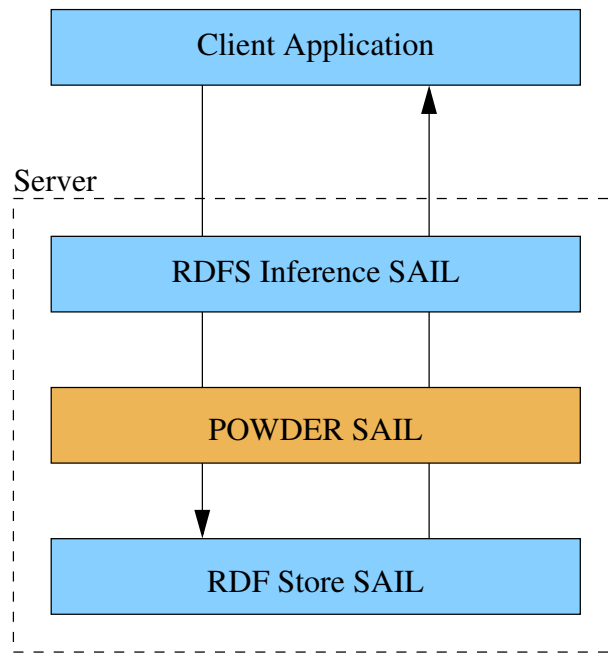 Client Application
Server
RDFS Inference SAIL
POWDER SAIL
RDF Store SAIL